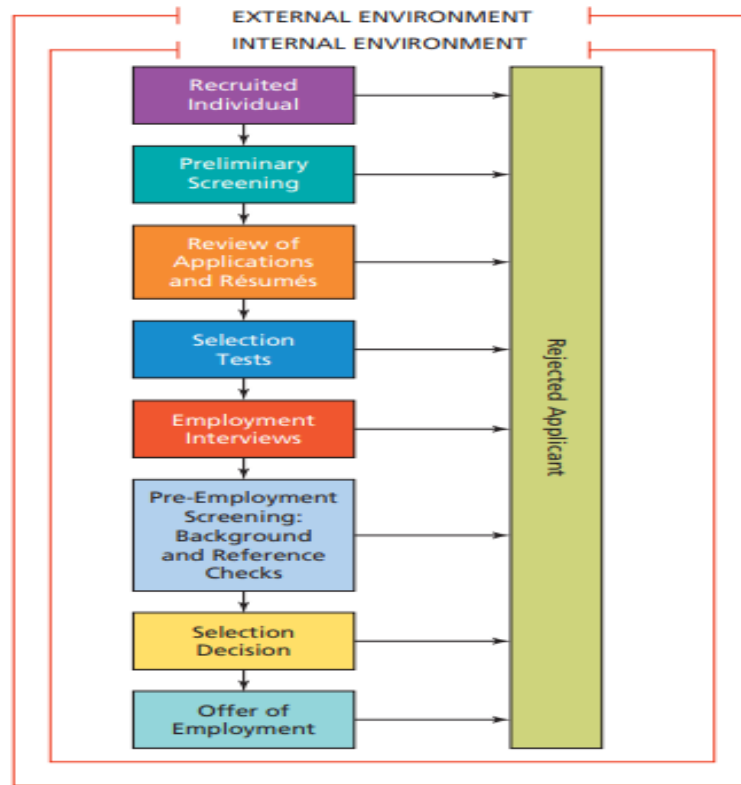 EXTERNAL ENVIRONMENT
INTERNAL ENVIRONMENT
Recruited
Individual
Preliminary
Screening
Review of
Applications
and Résumés
Selection
Tests
Employment
Interviews
Pre-Employment
Screening:
Background
and Reference
Checks
Selection
Decision
Offer of
Employment
Rejected Applicant